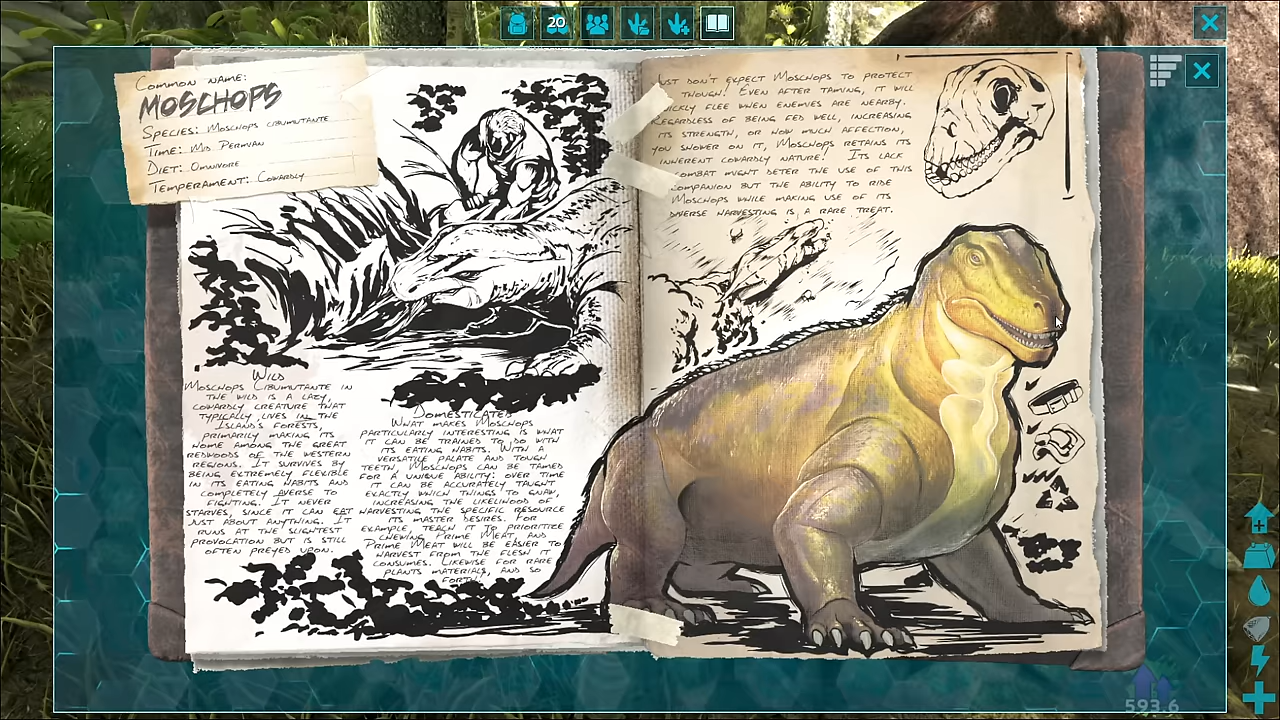 20
Common name:
Moschops
Species: Moschops cibumutante
Time: Mid Permian
Diet: Omnivore
Temperament: Cowardly
Wild
Moschops Cibumutante in
the wild is a lazy,
cowardly creature that
typically lives in the
Island's forests,
primarily making its
home among the great
redwoods of the western
regions. It survives by
being extremely flexible
in its eating habits and
completely averse to
fighting. It never
starves, since it can eat
just about anything. It
runs at the slightest
provocation but is still
often preyed upon.
Domesticated
What makes Moschops
particularly interesting is what
it can be trained to do with
its eating habits. With a
versatile palate and tough
teeth, Moschops can be tamed
for a unique ability: over time
it can be accurately taught
exactly which things to gnaw,
increasing the likelihood of
harvesting the specific resource
its master desires. For
example, teach it to prioritize
chewing Prime Meat, and
Prime Meat will be easier to
harvest from the flesh it
consumes. Likewise for rare
plants materials, and so
forth.
Just don't expect Moschops to protect
though! Even after taming, it will
quickly flee when enemies are nearby.
Regardless of being fed well, increasing
its strength, or how much affection,
you shower on it, Moschops retains its
inherent cowardly nature! Its lack
combat might deter the use of this
companion but the ability to ride
Moschops while making use of its
diverse harvesting is a rare treat.
593.6